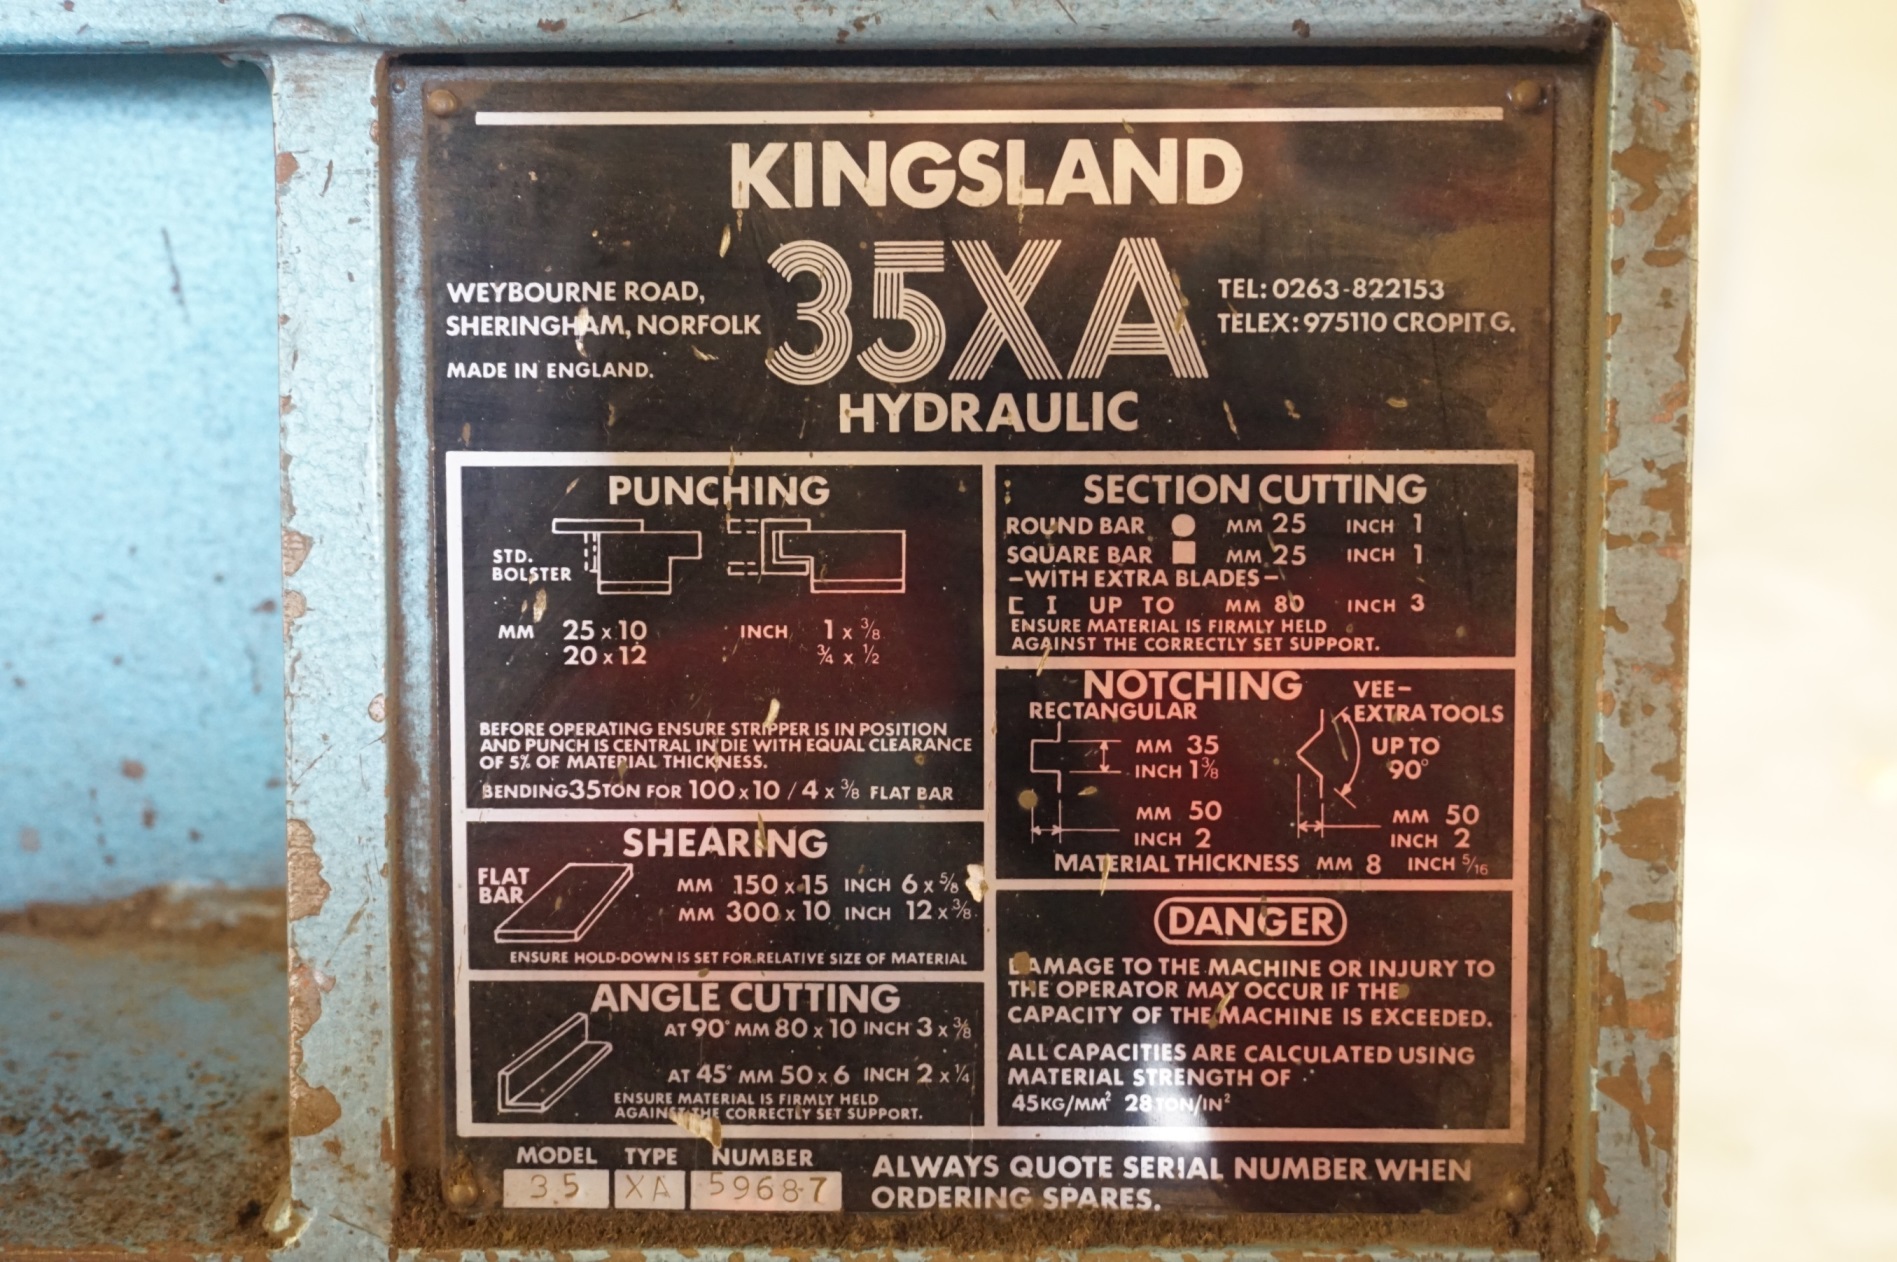 KINGSLAND
35XA
HYDRAULIC
WEYBOURNE ROAD,
SHERINGHAM, NORFOLK
MADE IN ENGLAND.
TEL: 0263-822153
TELEX: 975110 CROPIT G.
PUNCHING
STD.
BOLSTER
MM 25 x 10 INCH 1 x 3/8
20 x 12 3/4 x 1/2
BEFORE OPERATING ENSURE STRIPPER IS IN POSITION
AND PUNCH IS CENTRAL IN DIE WITH EQUAL CLEARANCE
OF 5% OF MATERIAL THICKNESS.
BENDING 35 TON FOR 100 x 10 / 4 x 3/8 FLAT BAR
SHEARING
FLAT
BAR
MM 150 x 15 INCH 6 x 5/8
MM 300 x 10 INCH 12 x 3/8
ENSURE HOLD-DOWN IS SET FOR RELATIVE SIZE OF MATERIAL
ANGLE CUTTING
AT 90° MM 80 x 10 INCH 3 x 3/8
AT 45° MM 50 x 6 INCH 2 x 1/4
ENSURE MATERIAL IS FIRMLY HELD
AGAINST THE CORRECTLY SET SUPPORT.
SECTION CUTTING
ROUND BAR MM 25 INCH 1
SQUARE BAR MM 25 INCH 1
-WITH EXTRA BLADES-
[ I UP TO MM 80 INCH 3
ENSURE MATERIAL IS FIRMLY HELD
AGAINST THE CORRECTLY SET SUPPORT.
NOTCHING
RECTANGULAR
MM 35
INCH 1 3/8
MM 50
INCH 2
VEE-
EXTRA TOOLS
UP TO
90°
MM 50
INCH 2
MATERIAL THICKNESS MM 8 INCH 5/16
DANGER
DAMAGE TO THE MACHINE OR INJURY TO
THE OPERATOR MAY OCCUR IF THE
CAPACITY OF THE MACHINE IS EXCEEDED.
ALL CAPACITIES ARE CALCULATED USING
MATERIAL STRENGTH OF
45KG/MM² 28 TON/IN²
MODEL TYPE NUMBER
35 XA 59687
ALWAYS QUOTE SERIAL NUMBER WHEN
ORDERING SPARES.